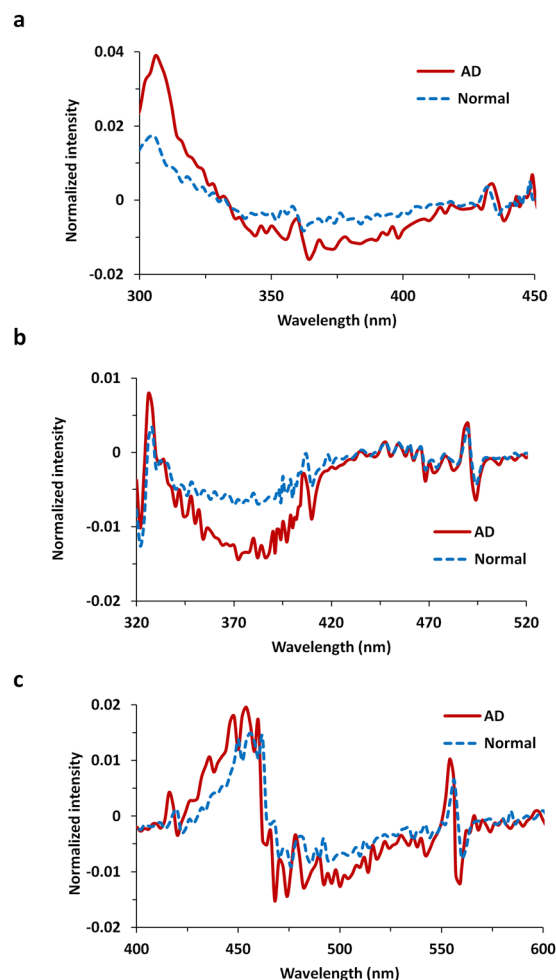 a
0.04
0.02
0
-0.02
Normalized intensity
AD
Normal
300
350
400
450
Wavelength (nm)
b
0.01
0
-0.01
-0.02
Normalized intensity
AD
Normal
320
370
420
470
520
Wavelength (nm)
c
0.02
0.01
0
-0.01
-0.02
Normalized intensity
AD
Normal
400
450
500
550
600
Wavelength (nm)